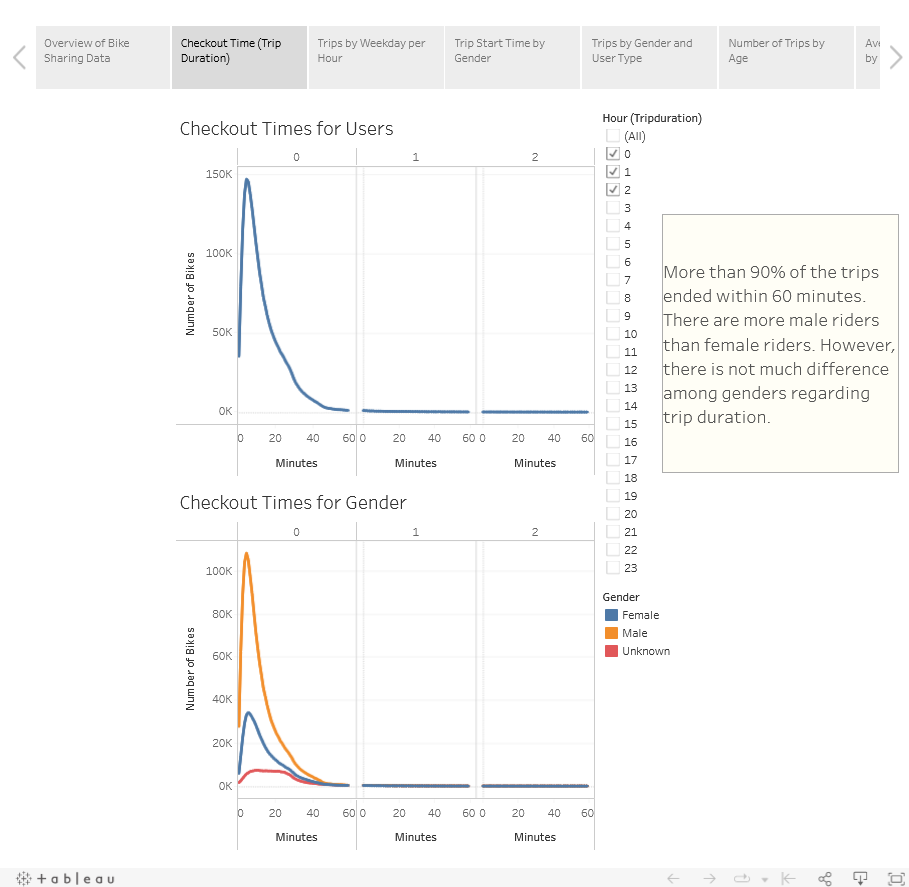 Overview of Bike
Sharing Data
Checkout Time (Trip
Duration)
Trips by Weekday per
Hour
Trip Start Time by
Gender
Trips by Gender and
User Type
Number of Trips by
Age
Ave
by
Checkout Times for Users
0 1 2
Number of Bikes
150K
100K
50K
0K
0 20 40 60 0 20 40 60 0 20 40 60
Minutes Minutes Minutes
Checkout Times for Gender
0 1 2
Number of Bikes
100K
80K
60K
40K
20K
0K
0 20 40 60 0 20 40 60 0 20 40 60
Minutes Minutes Minutes
Hour (Tripduration)
(All)
0
1
2
3
4
5
6
7
8
9
10
11
12
13
14
15
16
17
18
19
20
21
22
23
Gender
Female
Male
Unknown
More than 90% of the trips
ended within 60 minutes.
There are more male riders
than female riders. However,
there is not much difference
among genders regarding
trip duration.
+ableau